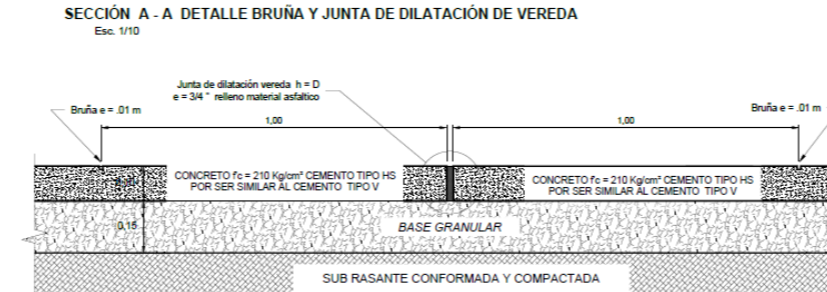 SECCIÓN A - A DETALLE BRUÑA Y JUNTA DE DILATACIÓN DE VEREDA
Esc. 1/10
Junta de dilatación vereda h = D
e = 3/4 " relleno material asfaltico
Bruña e = .01 m
Bruña e = .01 m
1,00
1,00
CONCRETO f'c = 210 Kg/cm² CEMENTO TIPO HS
POR SER SIMILAR AL CEMENTO TIPO V
CONCRETO f'c = 210 Kg/cm² CEMENTO TIPO HS
POR SER SIMILAR AL CEMENTO TIPO V
0,15
BASE GRANULAR
SUB RASANTE CONFORMADA Y COMPACTADA